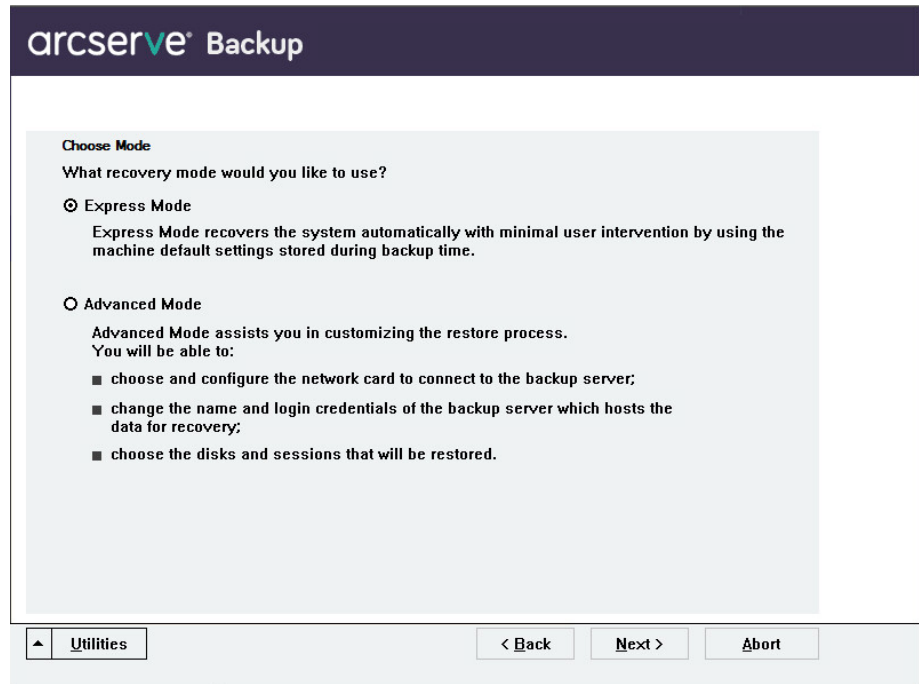 arcserve® Backup
Choose Mode
What recovery mode would you like to use?
Express Mode
Express Mode recovers the system automatically with minimal user intervention by using the
machine default settings stored during backup time.
Advanced Mode
Advanced Mode assists you in customizing the restore process.
You will be able to:
choose and configure the network card to connect to the backup server;
change the name and login credentials of the backup server which hosts the
data for recovery;
choose the disks and sessions that will be restored.
Utilities
< Back
Next >
Abort